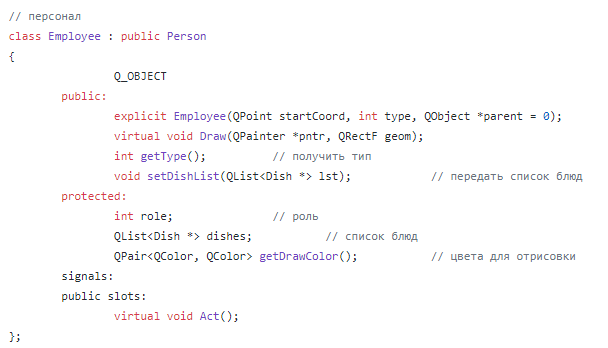 // персонал
class Employee : public Person
{
Q_OBJECT
public:
explicit Employee(QPoint startCoord, int type, QObject *parent = 0);
virtual void Draw(QPainter *pntr, QRectF geom);
int getType(); // получить тип
void setDishList(QList<Dish *> lst); // передать список блюд
protected:
int role; // роль
QList<Dish *> dishes; // список блюд
QPair<QColor, QColor> getDrawColor(); // цвета для отрисовки
signals:
public slots:
virtual void Act();
};